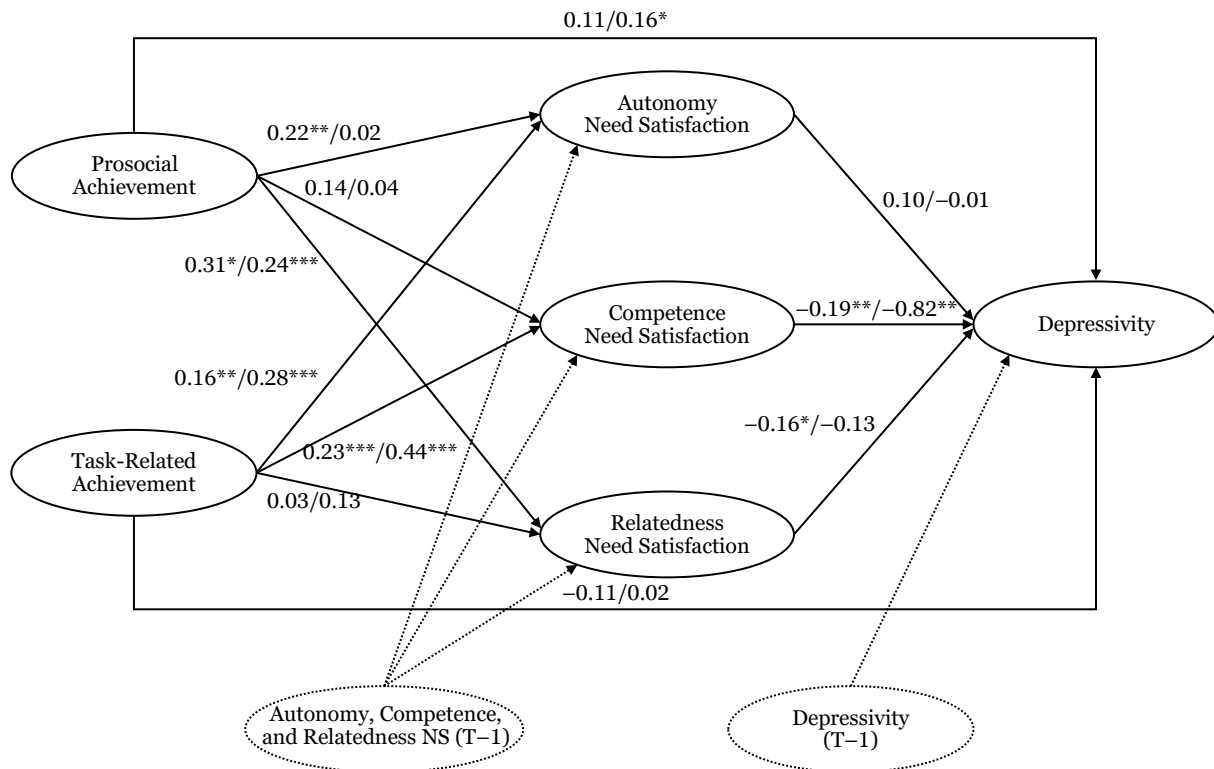 0.11/0.16*
Autonomy
Need Satisfaction
0.22**/0.02
Prosocial
Achievement
0.14/0.04
0.10/−0.01
0.31*/0.24***
Competence
Need Satisfaction
−0.19**/−0.82**
Depressivity
0.16**/0.28***
−0.16*/−0.13
Task-Related
Achievement
0.23***/0.44***
0.03/0.13
Relatedness
Need Satisfaction
−0.11/0.02
Autonomy, Competence,
and Relatedness NS (T−1)
Depressivity
(T−1)